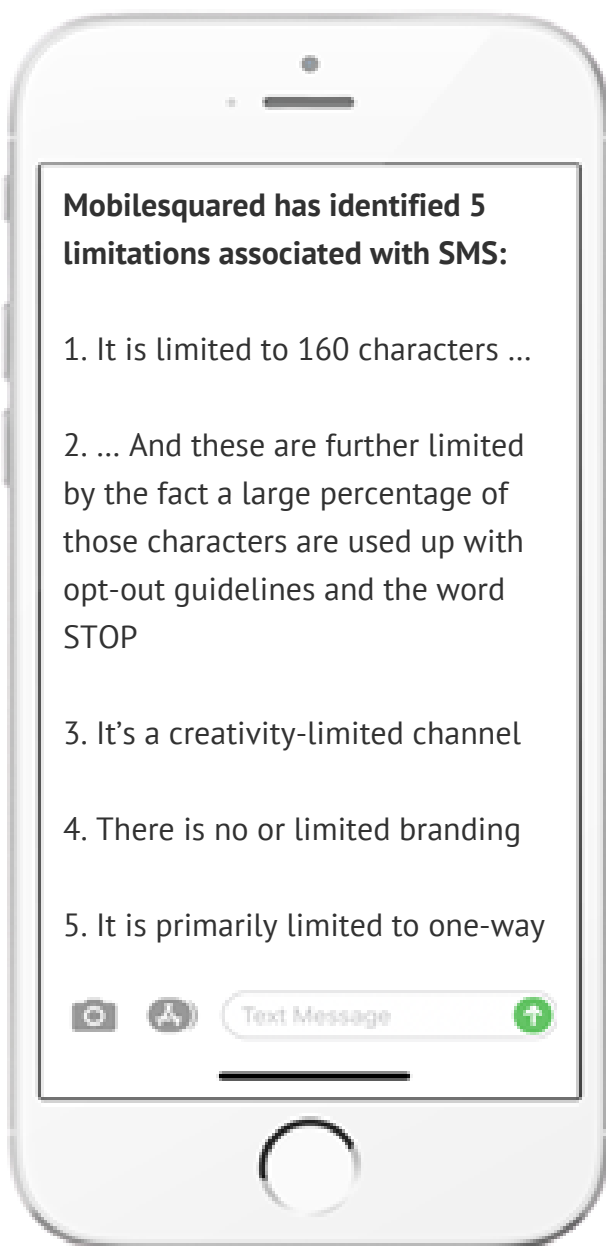 Mobilesquared has identified 5
limitations associated with SMS:
1. It is limited to 160 characters ...
2. ... And these are further limited
by the fact a large percentage of
those characters are used up with
opt-out guidelines and the word
STOP
3. It’s a creativity-limited channel
4. There is no or limited branding
5. It is primarily limited to one-way
Text Message